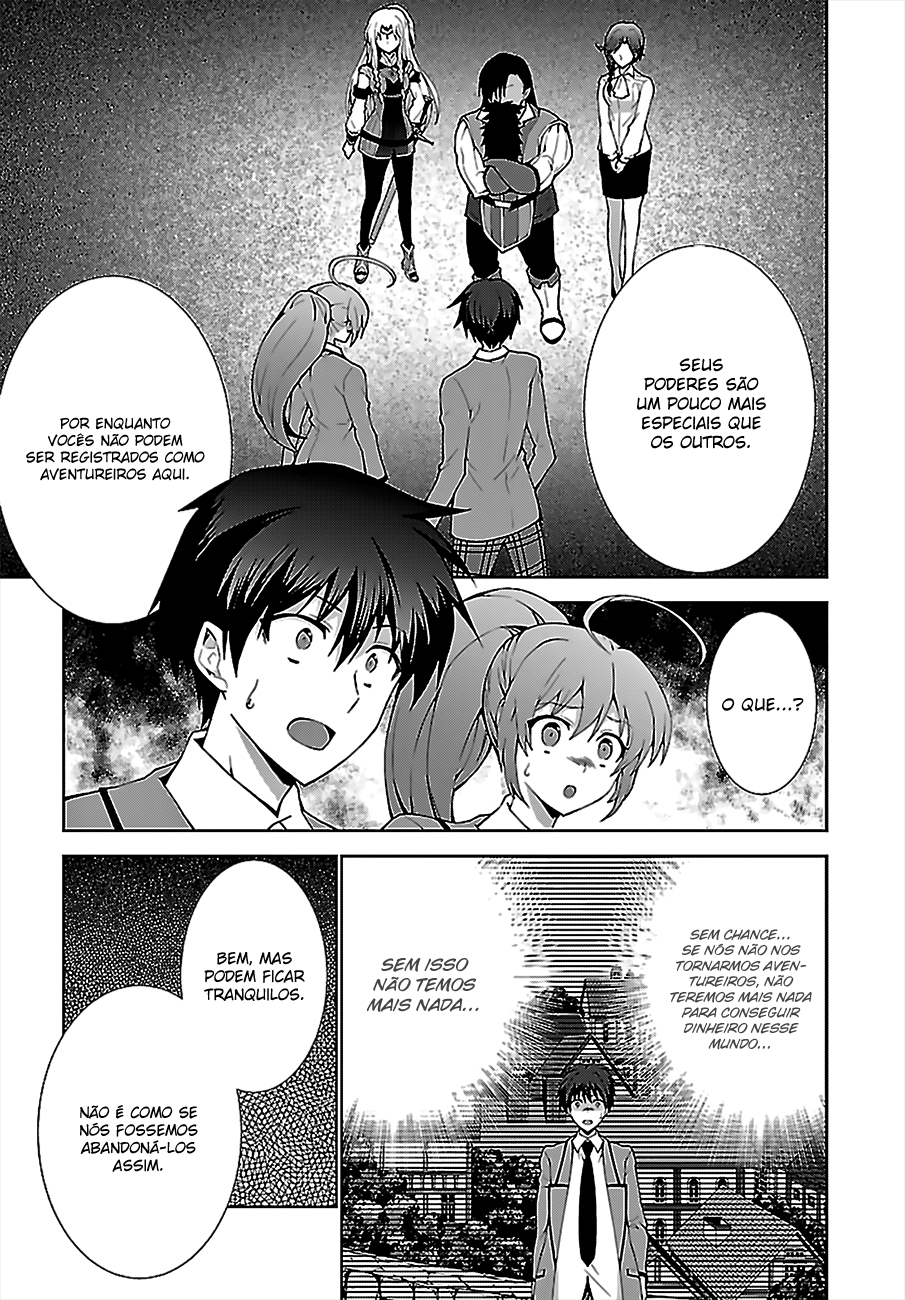 SEUS
PODERES SÃO
UM POUCO MAIS
ESPECIAIS QUE
OS OUTROS.
POR ENQUANTO
VOCÊS NÃO PODEM
SER REGISTRADOS COMO
AVENTUREIROS AQUI.
O QUE...?
SEM CHANCE...
SE NÓS NÃO NOS
TORNARMOS AVEN-
TUREIROS, NÃO
TEREMOS MAIS NADA
PARA CONSEGUIR
DINHEIRO NESSE
MUNDO...
SEM ISSO
NÃO TEMOS
MAIS NADA...
BEM, MAS
PODEM FICAR
TRANQUILOS.
NÃO É COMO SE
NÓS FOSSEMOS
ABANDONÁ-LOS
ASSIM.